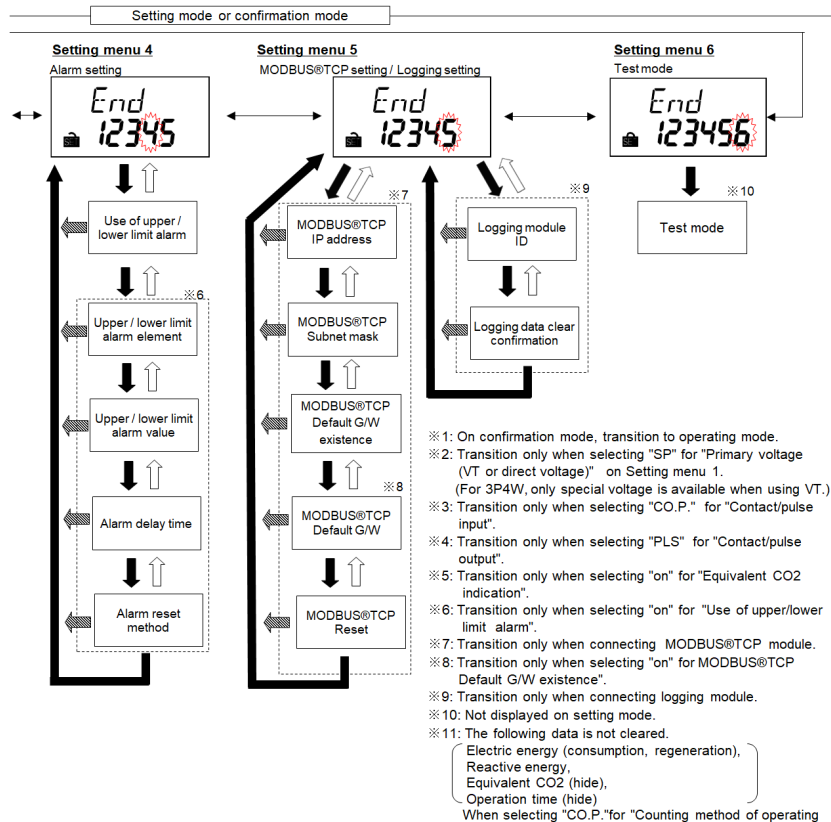 Setting mode or confirmation mode
Setting menu 4
Alarm setting
End
12345
Use of upper /
lower limit alarm
※6
Upper / lower limit
alarm element
Upper / lower limit
alarm value
Alarm delay time
Alarm reset
method
Setting menu 5
MODBUS®TCP setting / Logging setting
End
12345
※7
MODBUS®TCP
IP address
MODBUS®TCP
Subnet mask
MODBUS®TCP
Default G/W
existence
※8
MODBUS®TCP
Default G/W
MODBUS®TCP
Reset
※9
Logging module
ID
Logging data clear
confirmation
Setting menu 6
Test mode
End
123456
※10
Test mode
※1: On confirmation mode, transition to operating mode.
※2: Transition only when selecting "SP" for "Primary voltage
(VT or direct voltage)" on Setting menu 1.
(For 3P4W, only special voltage is available when using VT.)
※3: Transition only when selecting "CO.P." for "Contact/pulse
input".
※4: Transition only when selecting "PLS" for "Contact/pulse
output".
※5: Transition only when selecting "on" for "Equivalent CO2
indication".
※6: Transition only when selecting "on" for "Use of upper/lower
limit alarm".
※7: Transition only when connecting MODBUS®TCP module.
※8: Transition only when selecting "on" for MODBUS®TCP
Default G/W existence".
※9: Transition only when connecting logging module.
※10: Not displayed on setting mode.
※11: The following data is not cleared.
Electric energy (consumption, regeneration),
Reactive energy,
Equivalent CO2 (hide),
Operation time (hide)
When selecting "CO.P."for "Counting method of operating